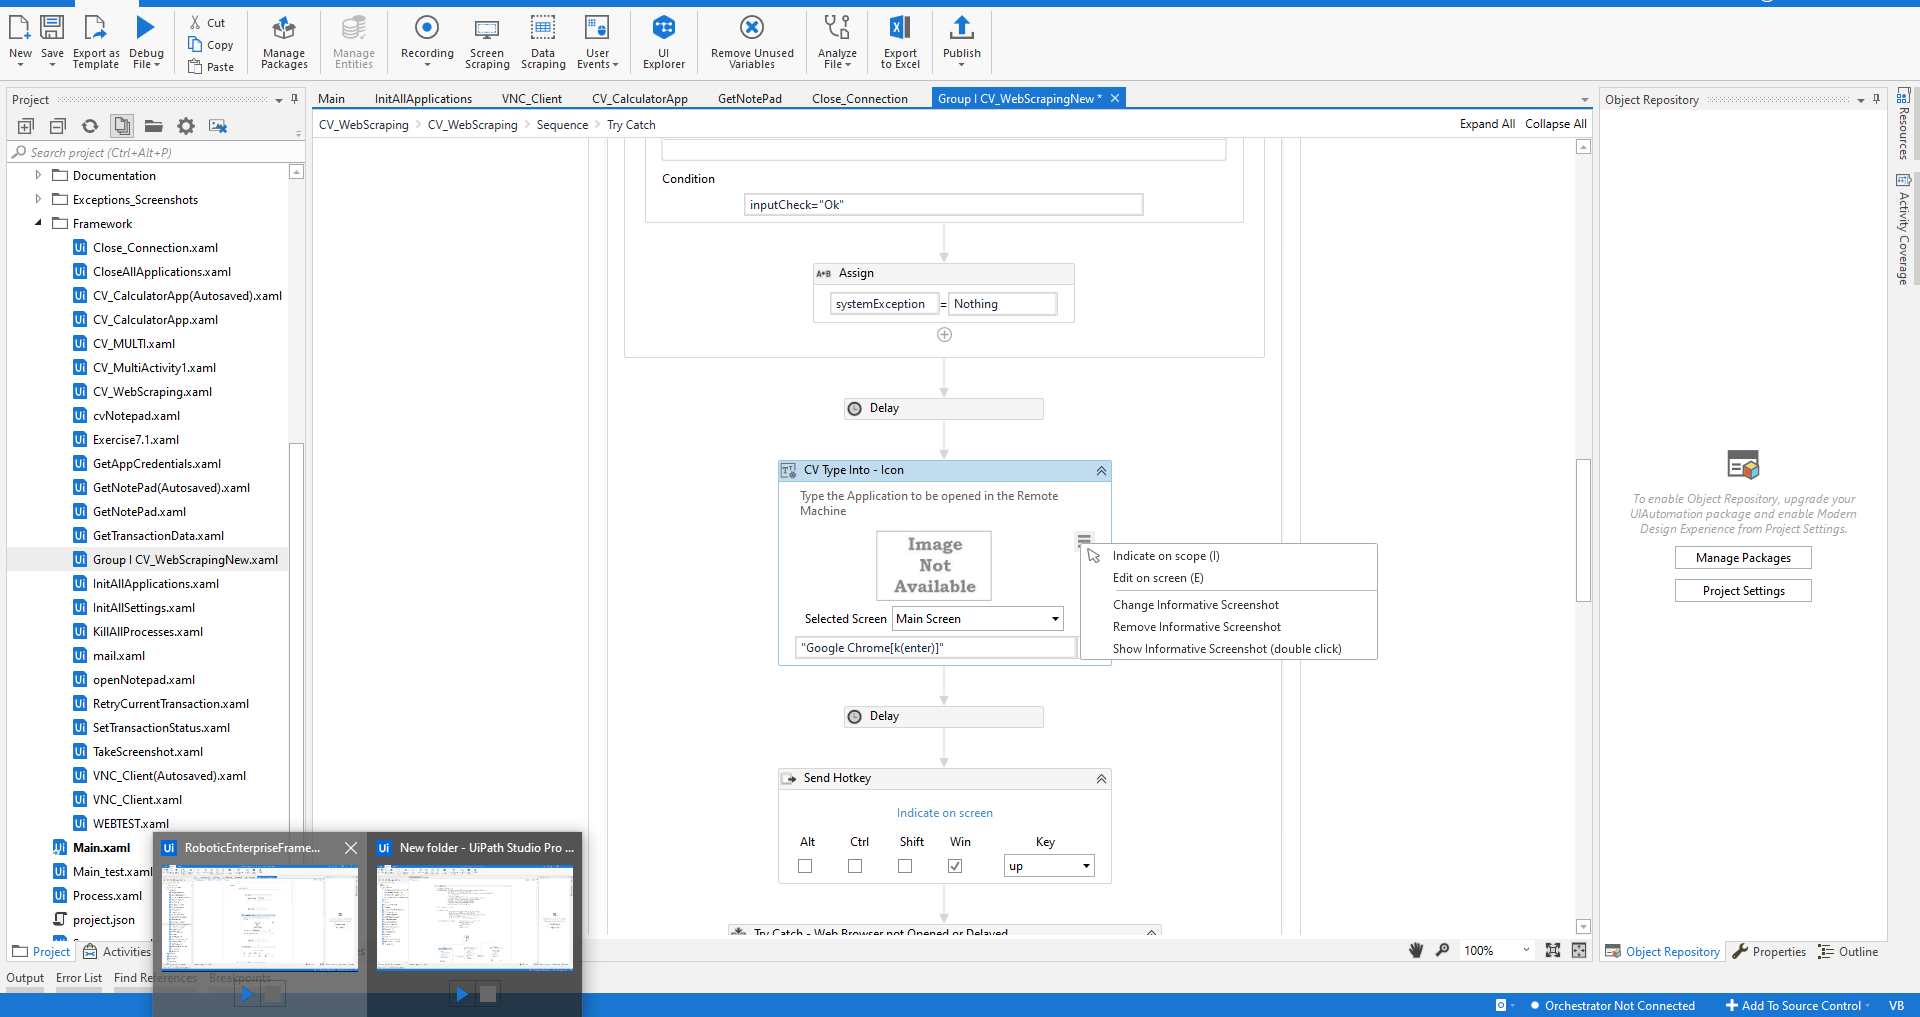 New
Save
Export as
Template
Debug
File
Cut
Copy
Paste
Manage
Packages
Manage
Entities
Recording
Screen
Scraping
Data
Scraping
User
Events
UI
Explorer
Remove Unused
Variables
Analyze
File
Export
to Excel
Publish
Project
Search project (Ctrl+Alt+P)
Documentation
Exceptions_Screenshots
Framework
Close_Connection.xaml
CloseAllApplications.xaml
CV_CalculatorApp(Autosaved).xaml
CV_CalculatorApp.xaml
CV_MULTI.xaml
CV_MultiActivity1.xaml
CV_WebScraping.xaml
cvNotepad.xaml
Exercise7.1.xaml
GetAppCredentials.xaml
GetNotePad(Autosaved).xaml
GetNotePad.xaml
GetTransactionData.xaml
Group I CV_WebScrapingNew.xaml
InitAllApplications.xaml
InitAllSettings.xaml
KillAllProcesses.xaml
mail.xaml
openNotepad.xaml
RetryCurrentTransaction.xaml
SetTransactionStatus.xaml
TakeScreenshot.xaml
VNC_Client(Autosaved).xaml
VNC_Client.xaml
WEBTEST.xaml
Main.xaml
Main_test.xaml
Process.xaml
project.json
Project
Activities
Output
Error List
Find References
Breakpoints
RoboticEnterpriseFrame...
New folder - UiPath Studio Pro ...
Main
InitAllApplications
VNC_Client
CV_CalculatorApp
GetNotePad
Close_Connection
Group I CV_WebScrapingNew *
CV_WebScraping
CV_WebScraping
Sequence
Try Catch
Expand All
Collapse All
Condition
inputCheck="Ok"
A+B Assign
systemException = Nothing
Delay
CV Type Into - Icon
Type the Application to be opened in the Remote
Machine
Image
Not
Available
Selected Screen Main Screen
"Google Chrome[k(enter)]"
Indicate on scope (I)
Edit on screen (E)
Change Informative Screenshot
Remove Informative Screenshot
Show Informative Screenshot (double click)
Delay
Send Hotkey
Indicate on screen
Alt Ctrl Shift Win Key
up
Try Catch - Web Browser not Opened or Delayed
100%
Object Repository
To enable Object Repository, upgrade your
UIAutomation package and enable Modern
Design Experience from Project Settings.
Manage Packages
Project Settings
Resources
Activity Coverage
Object Repository
Properties
Outline
Orchestrator Not Connected
Add To Source Control
VB